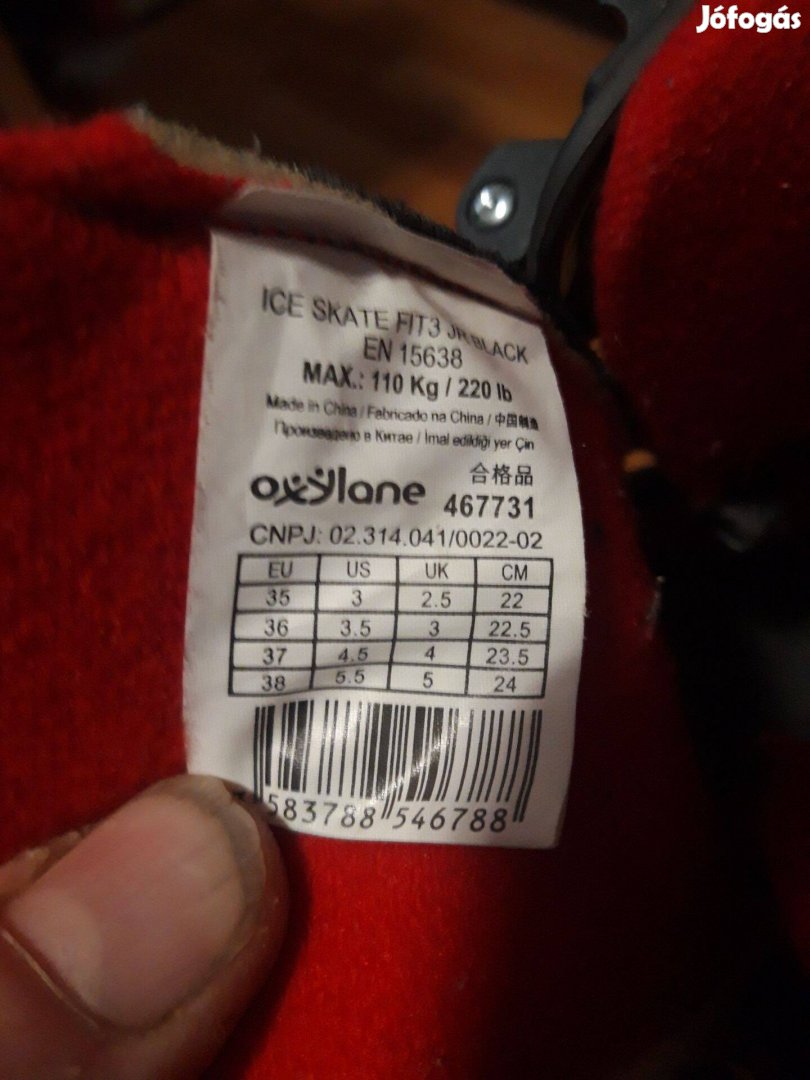 Jófogás
ICE SKATE FIT3 JR BLACK
EN 15638
MAX.: 110 Kg / 220 lb
Made in China / Fabricado na China / 中国制造
Произведено в Китае / İmal edildiği yer Çin
合格品
oxylane 467731
CNPJ: 02.314.041/0022-02
EU US UK CM
35 3 2.5 22
36 3.5 3 22.5
37 4.5 4 23.5
38 5.5 5 24
583788 546788